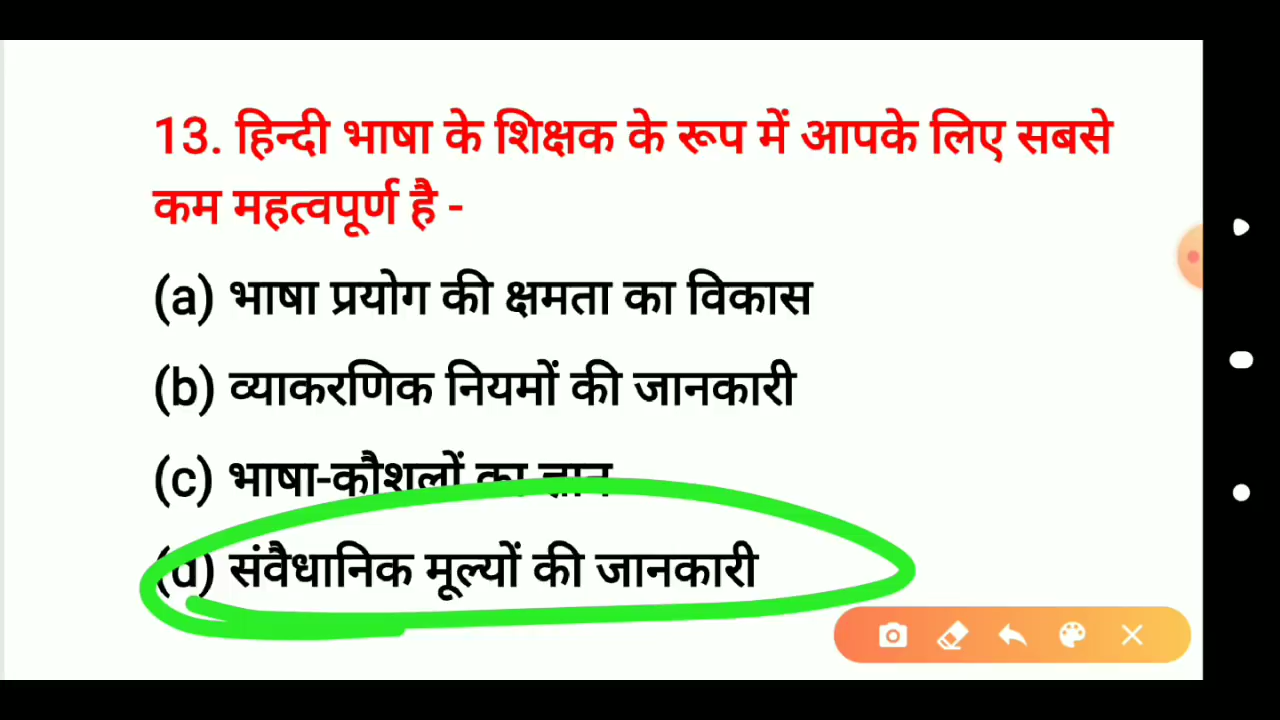 13. हिन्दी भाषा के शिक्षक के रूप में आपके लिए सबसे
कम महत्वपूर्ण है -
(a) भाषा प्रयोग की क्षमता का विकास
(b) व्याकरणिक नियमों की जानकारी
(c) भाषा-कौशलों का ज्ञान
(d) संवैधानिक मूल्यों की जानकारी